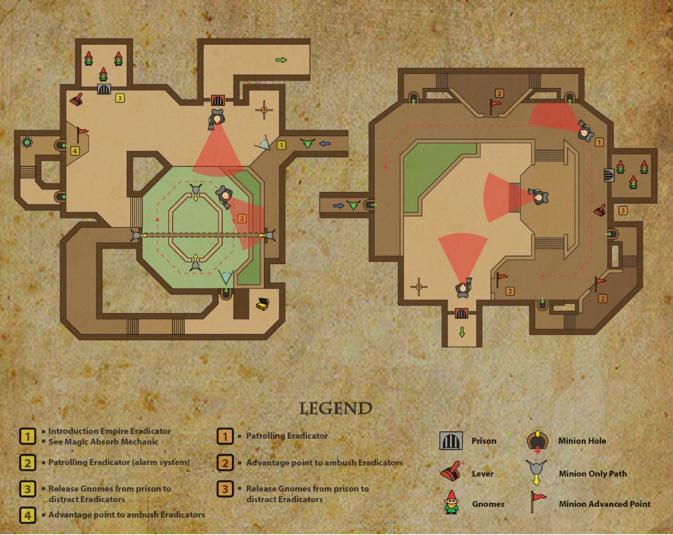 3
1
4
2
2
1
3
2
2
LEGEND
1
▪ Introduction Empire Eradicator
▪ See Magic Absorb Mechanic
2
▪ Patrolling Eradicator (alarm system)
3
▪ Release Gnomes from prison to
distract Eradicators
4
▪ Advantage point to ambush Eradicators
1
▪ Patrolling Eradicator
2
▪ Advantage point to ambush Eradicators
3
▪ Release Gnomes from prison to
distract Eradicators
Prison
Lever
Gnomes
Minion Hole
Minion Only Path
Minion Advanced Point